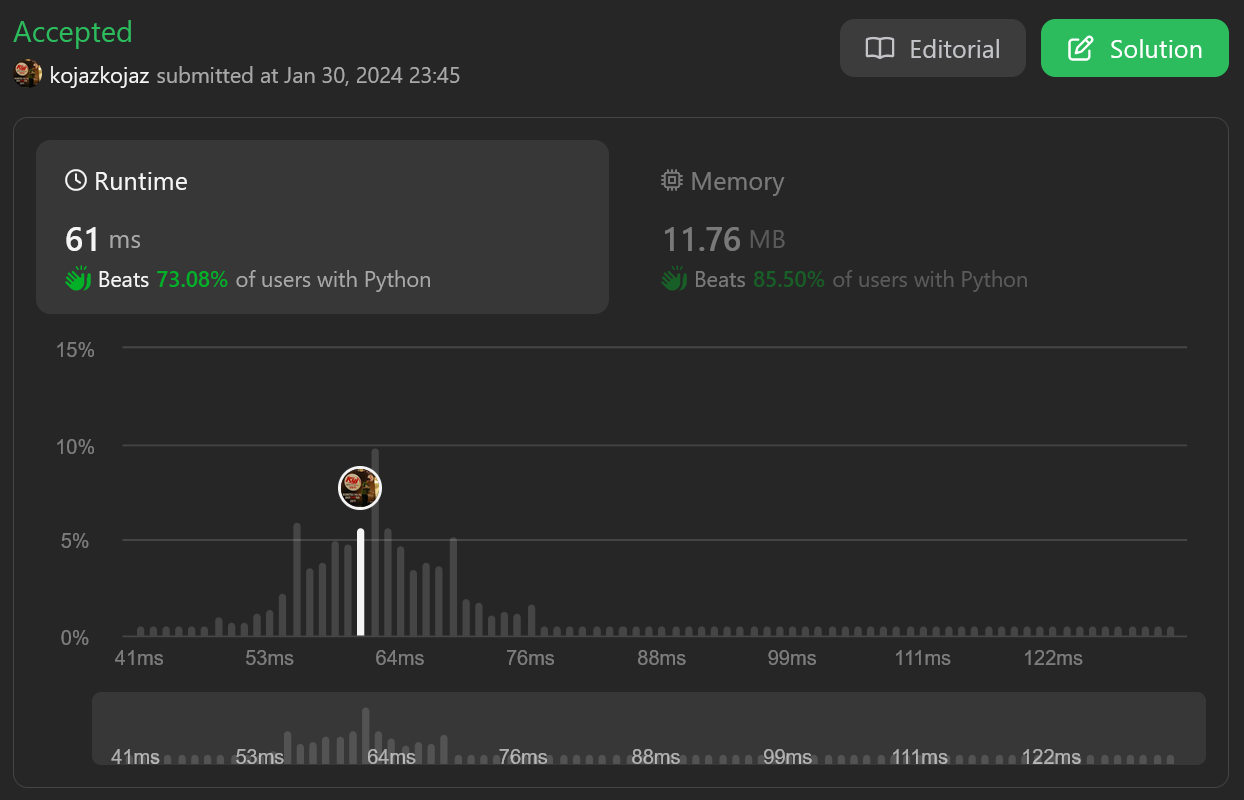 Accepted
kojazkojaz submitted at Jan 30, 2024 23:45
Editorial
Solution
Runtime
61 ms
Beats 73.08% of users with Python
Memory
11.76 MB
Beats 85.50% of users with Python
15%
10%
5%
0%
41ms 53ms 64ms 76ms 88ms 99ms 111ms 122ms
41ms 53ms 64ms 76ms 88ms 99ms 111ms 122ms